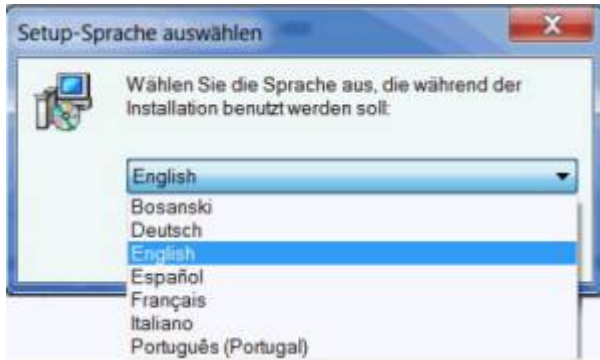 Setup-Sprache auswählen
Wählen Sie die Sprache aus, die während der
Installation benutzt werden soll:
English
Bosanski
Deutsch
English
Español
Français
Italiano
Português (Portugal)